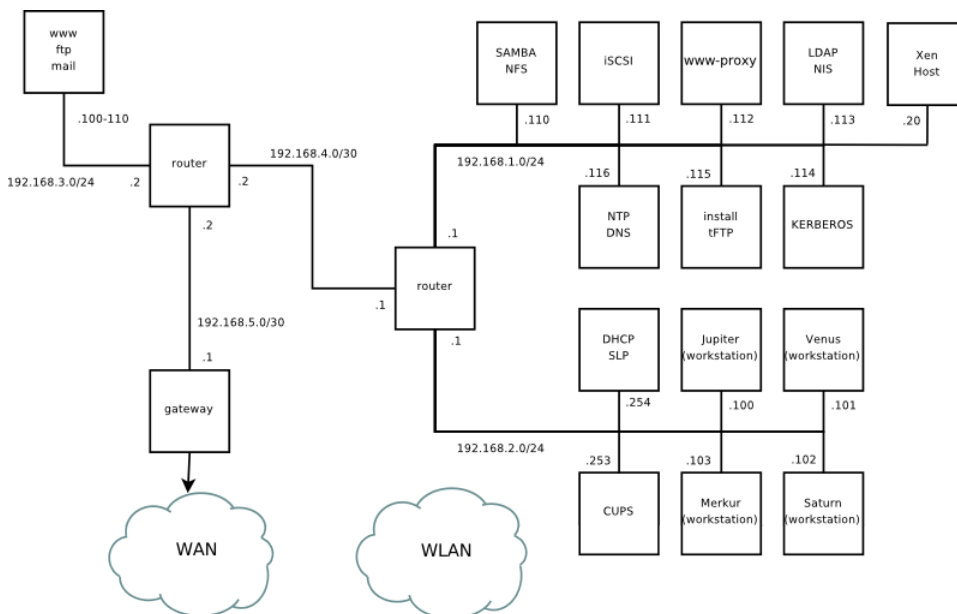 www
ftp
mail
SAMBA
NFS
iSCSI
www-proxy
LDAP
NIS
Xen
Host
.100-110
.110
.111
.112
.113
.20
192.168.3.0/24
.2
router
.2
.2
192.168.4.0/30
192.168.1.0/24
.116
.115
.114
NTP
DNS
install
tFTP
KERBEROS
.1
router
.1
.1
192.168.5.0/30
.1
gateway
DHCP
SLP
Jupiter
(workstation)
Venus
(workstation)
.254
.100
.101
192.168.2.0/24
.253
.103
.102
CUPS
Merkur
(workstation)
Saturn
(workstation)
WAN
WLAN